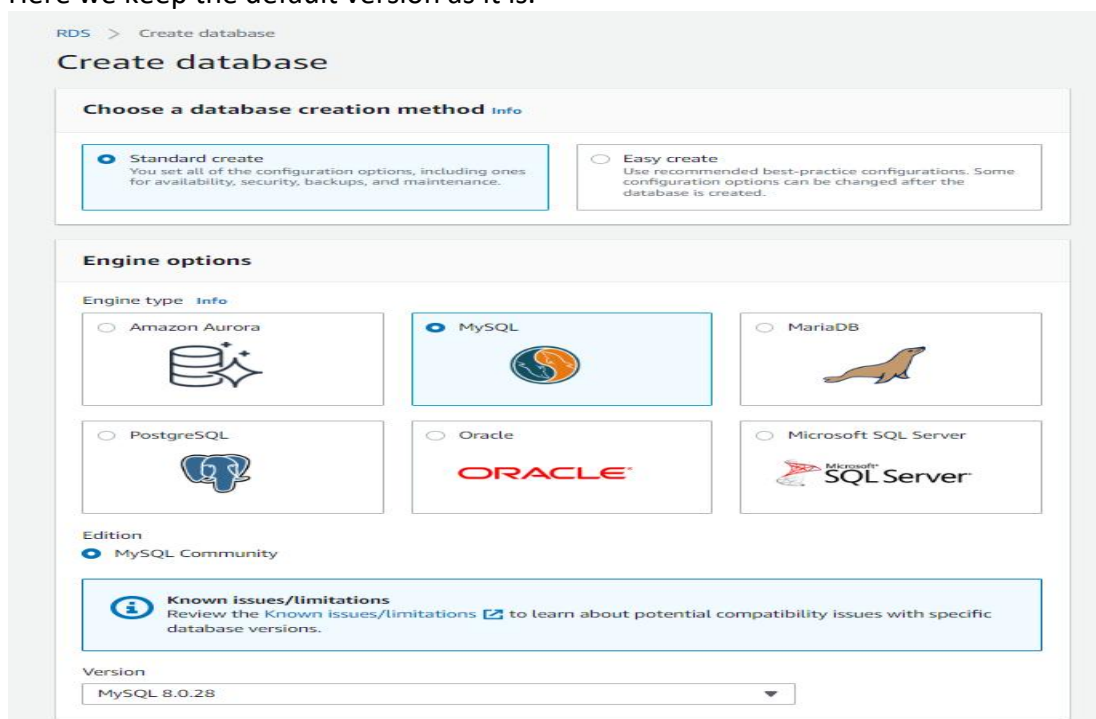 Here we keep the default version as it is.
RDS > Create database
Create database
Choose a database creation method Info
Standard create
You set all of the configuration options, including ones
for availability, security, backups, and maintenance.
Easy create
Use recommended best-practice configurations. Some
configuration options can be changed after the
database is created.
Engine options
Engine type Info
Amazon Aurora
MySQL
MariaDB
PostgreSQL
Oracle
ORACLE
Microsoft SQL Server
Microsoft
SQL Server
Edition
MySQL Community
Known issues/limitations
Review the Known issues/limitations to learn about potential compatibility issues with specific
database versions.
Version
MySQL 8.0.28